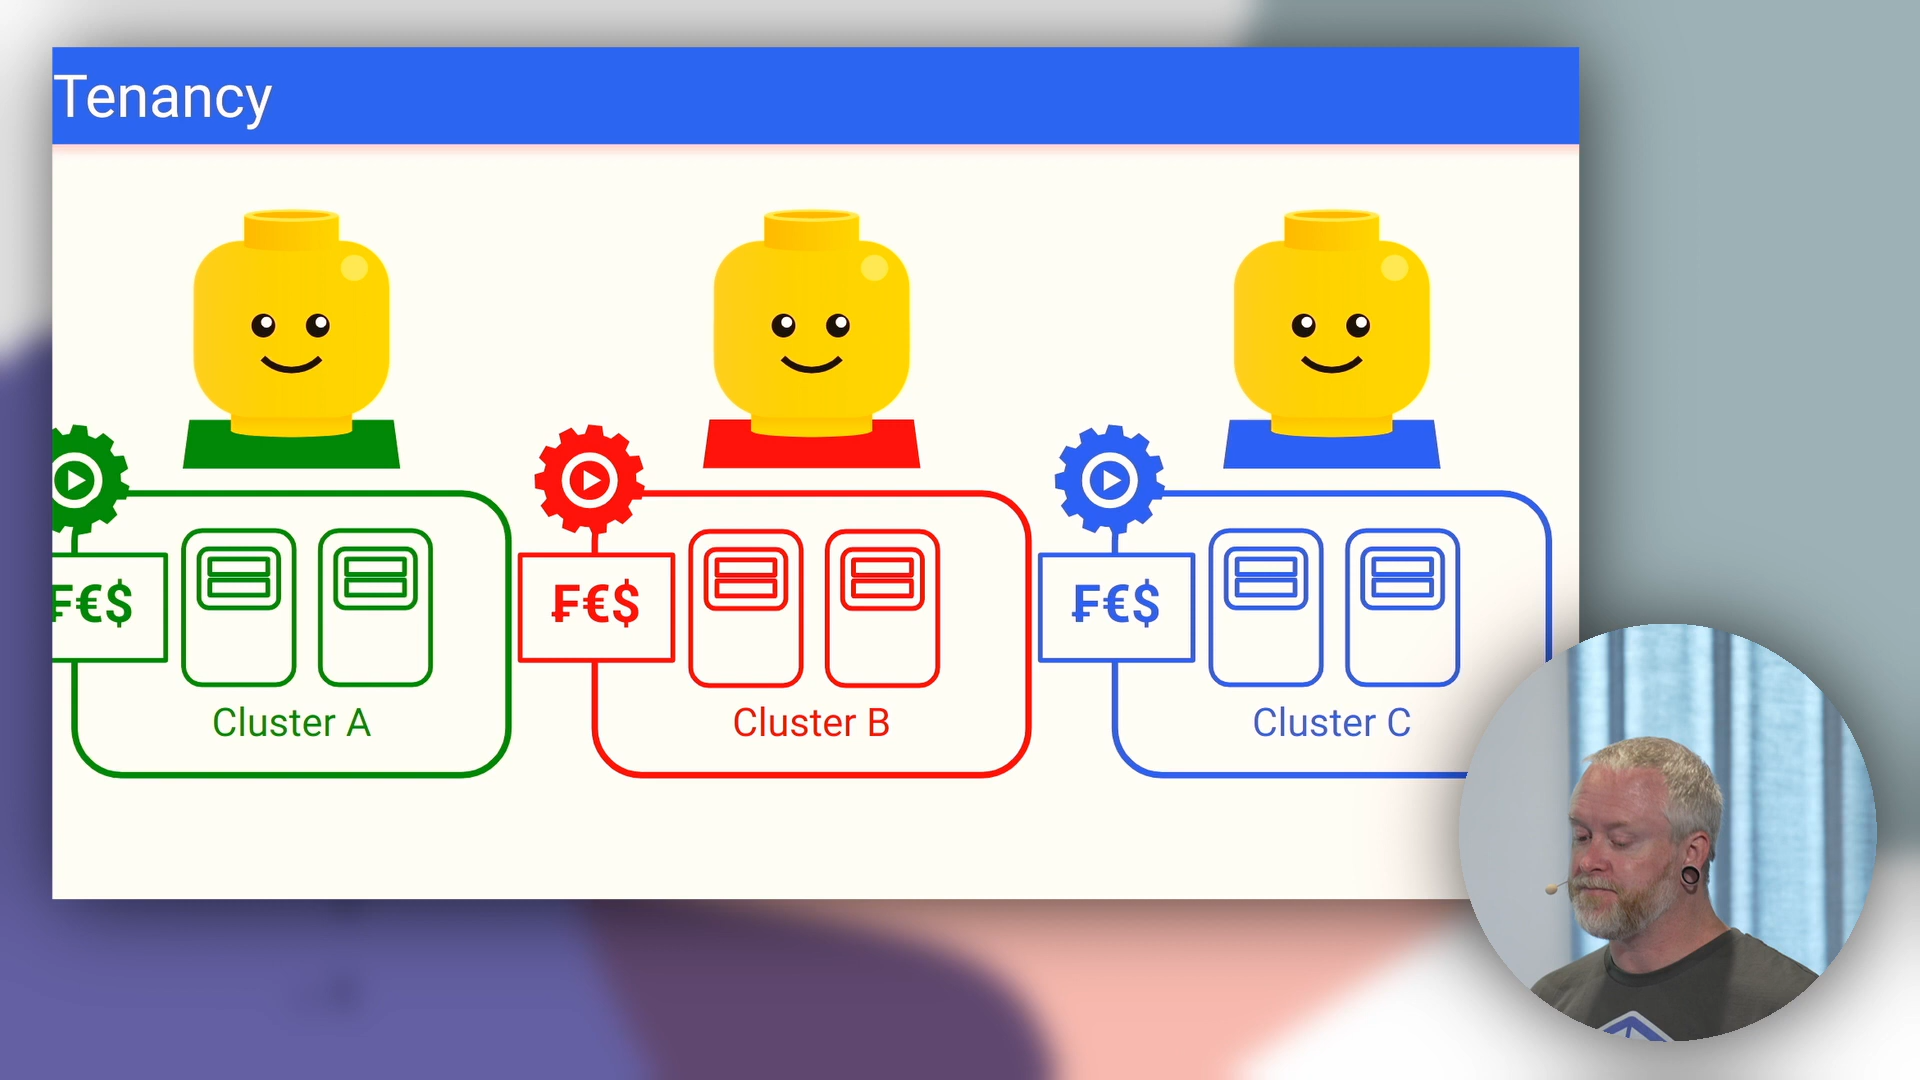 Tenancy
₣€$
₣€$
₣€$
Cluster A
Cluster B
Cluster C